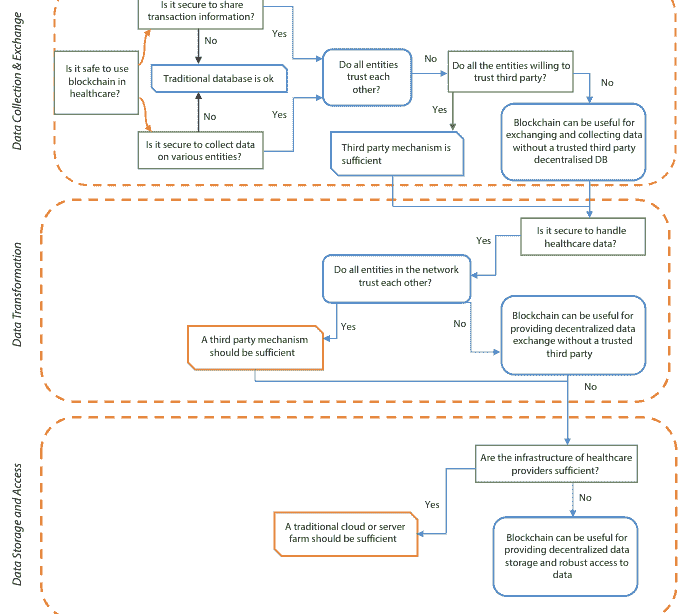 Data Collection & Exchange
Is it secure to share
transaction information?
No
Yes
Is it safe to use
blockchain in
healthcare?
Traditional database is ok
Do all entities
trust each
other?
No
Do all the entities willing to
trust third party?
No
Yes
No
Yes
Is it secure to collect data
on various entities?
Third party mechanism is
sufficient
Blockchain can be useful for
exchanging and collecting data
without a trusted third party
decentralised DB
Data Transformation
Is it secure to handle
healthcare data?
Yes
Do all entities in the network
trust each other?
Yes
No
A third party mechanism
should be sufficient
Blockchain can be useful for
providing decentralized data
exchange without a trusted
third party
No
Data Storage and Access
Are the infrastructure of healthcare
providers sufficient?
Yes
No
A traditional cloud or server
farm should be sufficient
Blockchain can be useful for
providing decentralized data
storage and robust access to
data